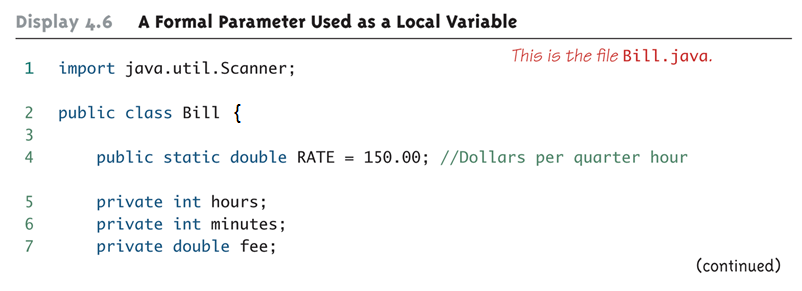 Display 4.6 A Formal Parameter Used as a Local Variable
This is the file Bill.java.
1 import java.util.Scanner;
2 public class Bill {
3
4 public static double RATE = 150.00; //Dollars per quarter hour
5 private int hours;
6 private int minutes;
7 private double fee;
(continued)